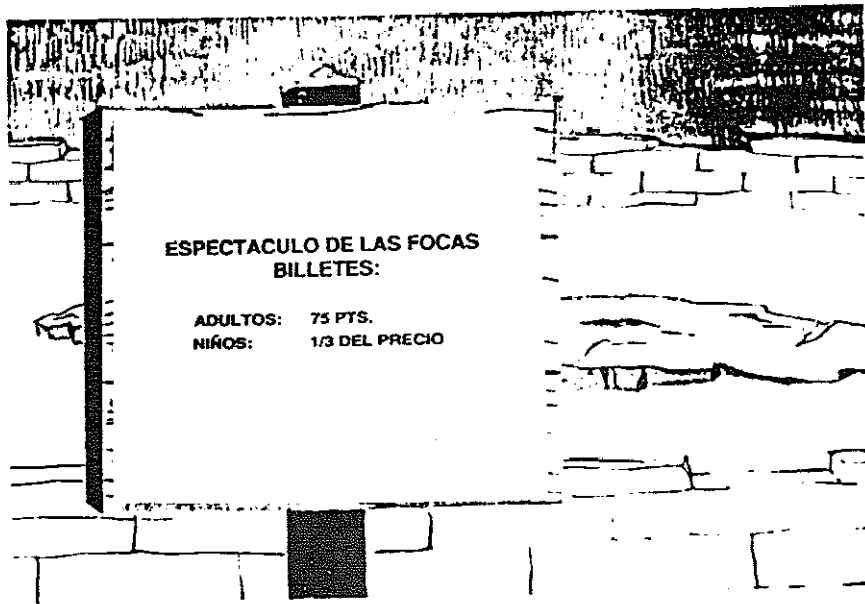 ESPECTACULO DE LAS FOCAS
BILLETES:
ADULTOS: 75 PTS.
NIÑOS: 1/3 DEL PRECIO